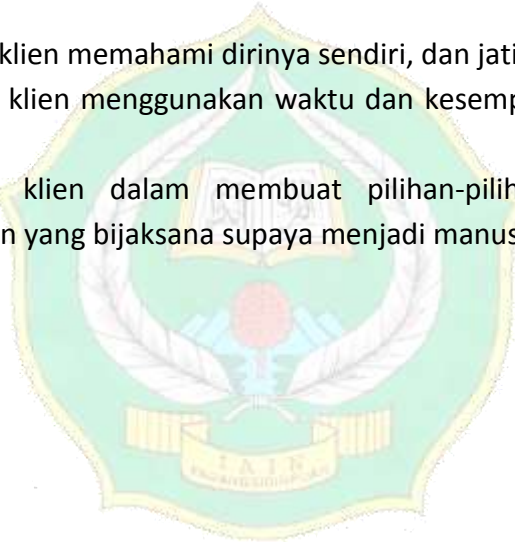 klien memahami dirinya sendiri, dan jati
klien menggunakan waktu dan kesemp
klien dalam membuat pilihan-pilih
n yang bijaksana supaya menjadi manus
I A I N
PADANGSIDIMPUAN